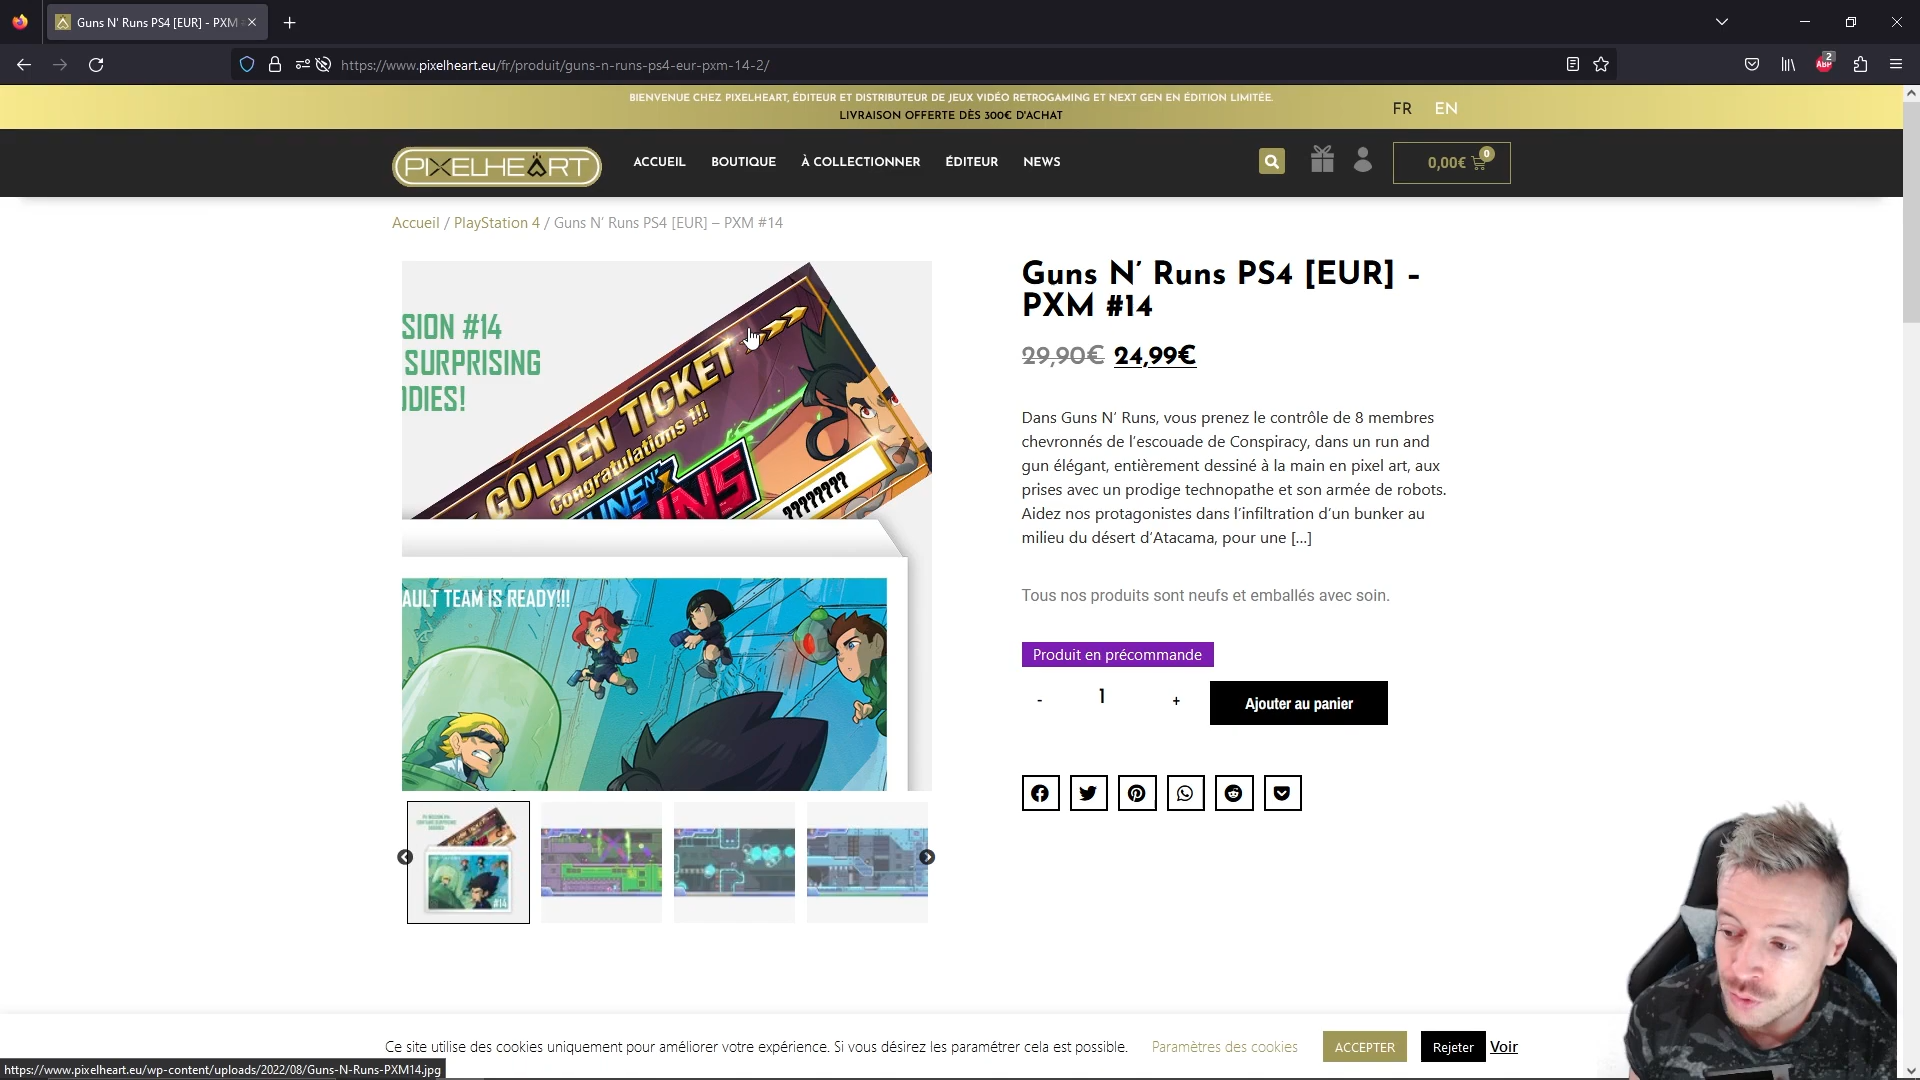 Guns N' Runs PS4 [EUR] - PXM
https://www.pixelheart.eu/fr/produit/guns-n-runs-ps4-eur-pxm-14-2/
ABP
2
BIENVENUE CHEZ PIXELHEART, ÉDITEUR ET DISTRIBUTEUR DE JEUX VIDÉO RETROGAMING ET NEXT GEN EN ÉDITION LIMITÉE.
LIVRAISON OFFERTE DÈS 300€ D'ACHAT
FR EN
PIXELHEART
ACCUEIL BOUTIQUE À COLLECTIONNER ÉDITEUR NEWS
0,00€ 0
Accueil / PlayStation 4 / Guns N’ Runs PS4 [EUR] – PXM #14
SION #14
SURPRISING
DIES!
GOLDEN TICKET
Congratulations !!!
GUNS N'
UNS
????????
AULT TEAM IS READY!!!
#14
Guns N’ Runs PS4 [EUR] –
PXM #14
29,90€ 24,99€
Dans Guns N’ Runs, vous prenez le contrôle de 8 membres
chevronnés de l’escouade de Conspiracy, dans un run and
gun élégant, entièrement dessiné à la main en pixel art, aux
prises avec un prodige technopathe et son armée de robots.
Aidez nos protagonistes dans l’infiltration d’un bunker au
milieu du désert d’Atacama, pour une [...]
Tous nos produits sont neufs et emballés avec soin.
Produit en précommande
- 1 +
Ajouter au panier
Ce site utilise des cookies uniquement pour améliorer votre expérience. Si vous désirez les paramétrer cela est possible.
Paramètres des cookies
ACCEPTER
Rejeter
Voir
https://www.pixelheart.eu/wp-content/uploads/2022/08/Guns-N-Runs-PXM14.jpg